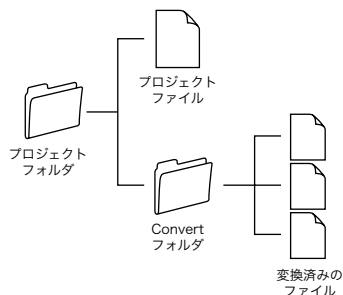 プロジェクト
ファイル
プロジェクト
フォルダ
Convert
フォルダ
変換済みの
ファイル